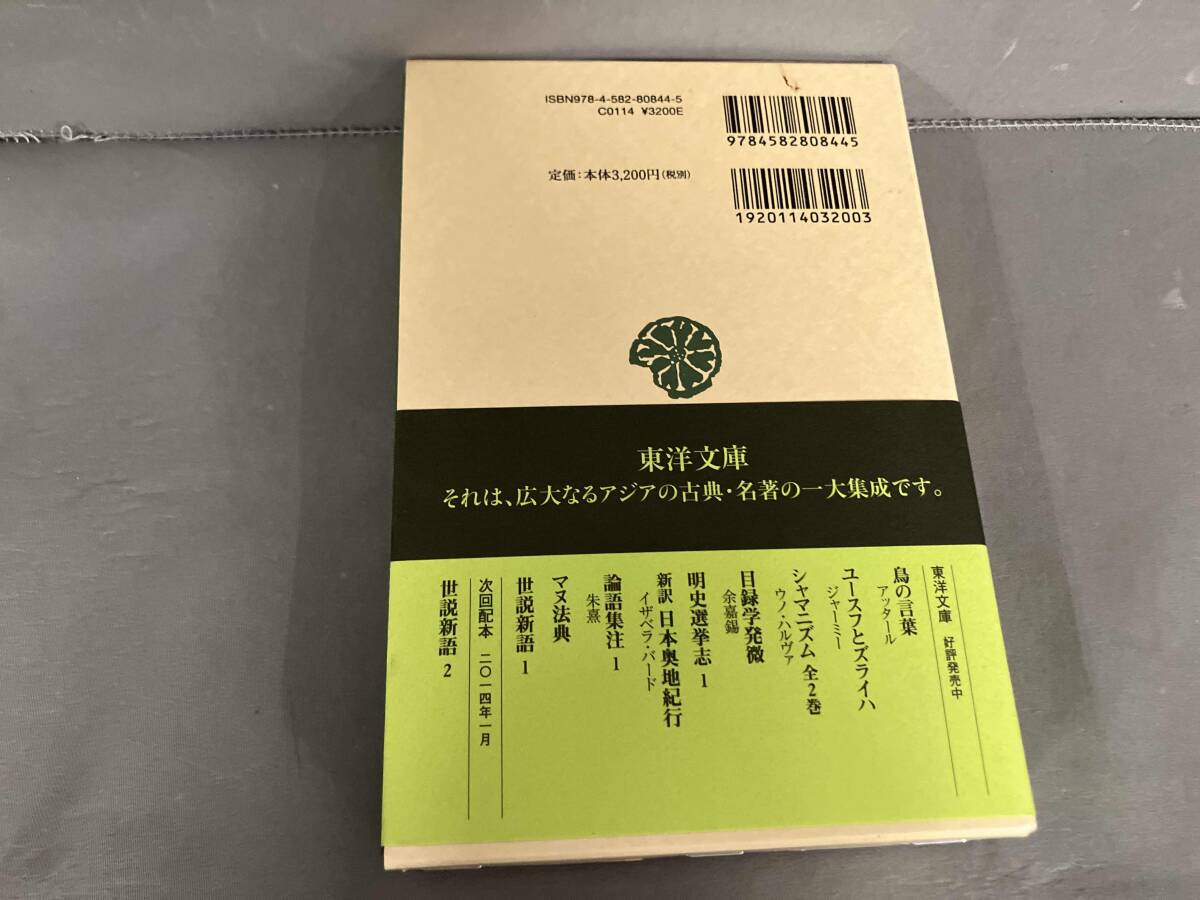 ISBN978-4-582-80844-5
C0114 ¥3200E
9784582808445
定価:本体3,200円(税別)
1920114032003
東洋文庫
それは、広大なるアジアの古典・名著の一大集成です。
東洋文庫 好評発売中
鳥の言葉
アッタール
ユースフとズライハ
ジャーミー
シャマニズム 全2巻
ウノ・ハルヴァ
目録学発微
余嘉錫
明史選挙志 1
新訳 日本奥地紀行
イザベラ・バード
論語集注 1
朱熹
マヌ法典
世説新語 1
次回配本 二〇一四年一月
世説新語 2